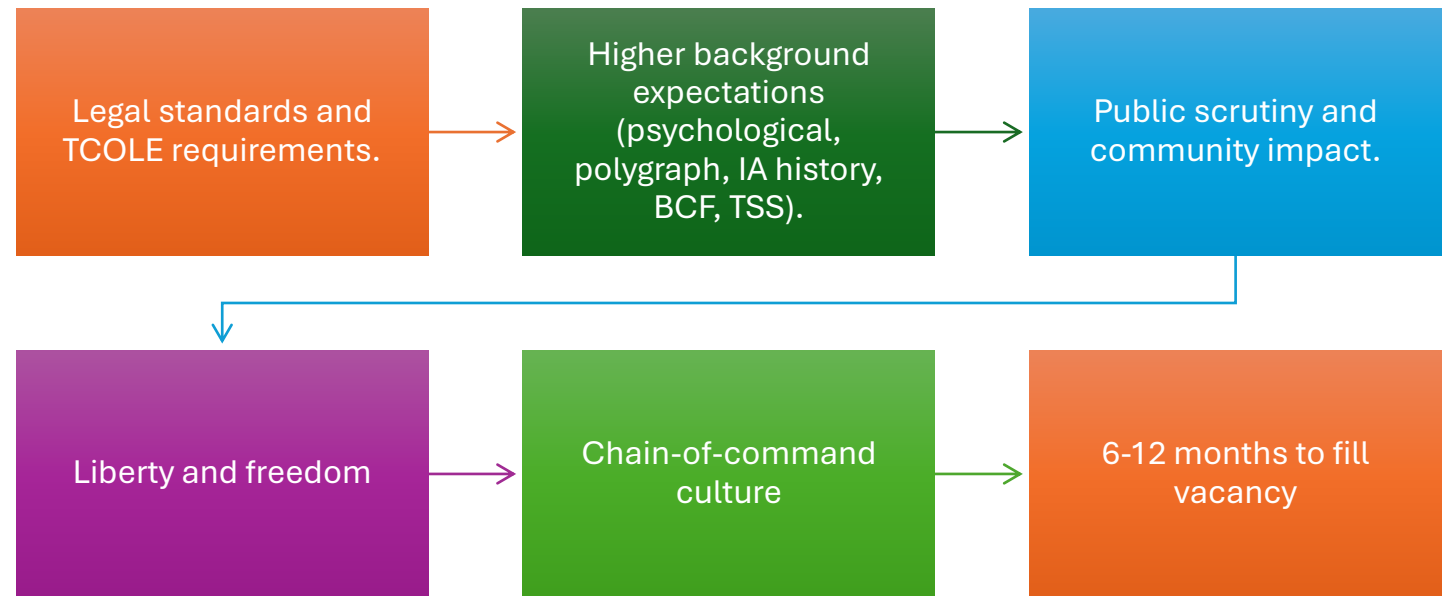 Legal standards and
TCOLE requirements.
Higher background
expectations
(psychological,
polygraph, IA history,
BCF, TSS).
Public scrutiny and
community impact.
Liberty and freedom
Chain-of-command
culture
6-12 months to fill
vacancy